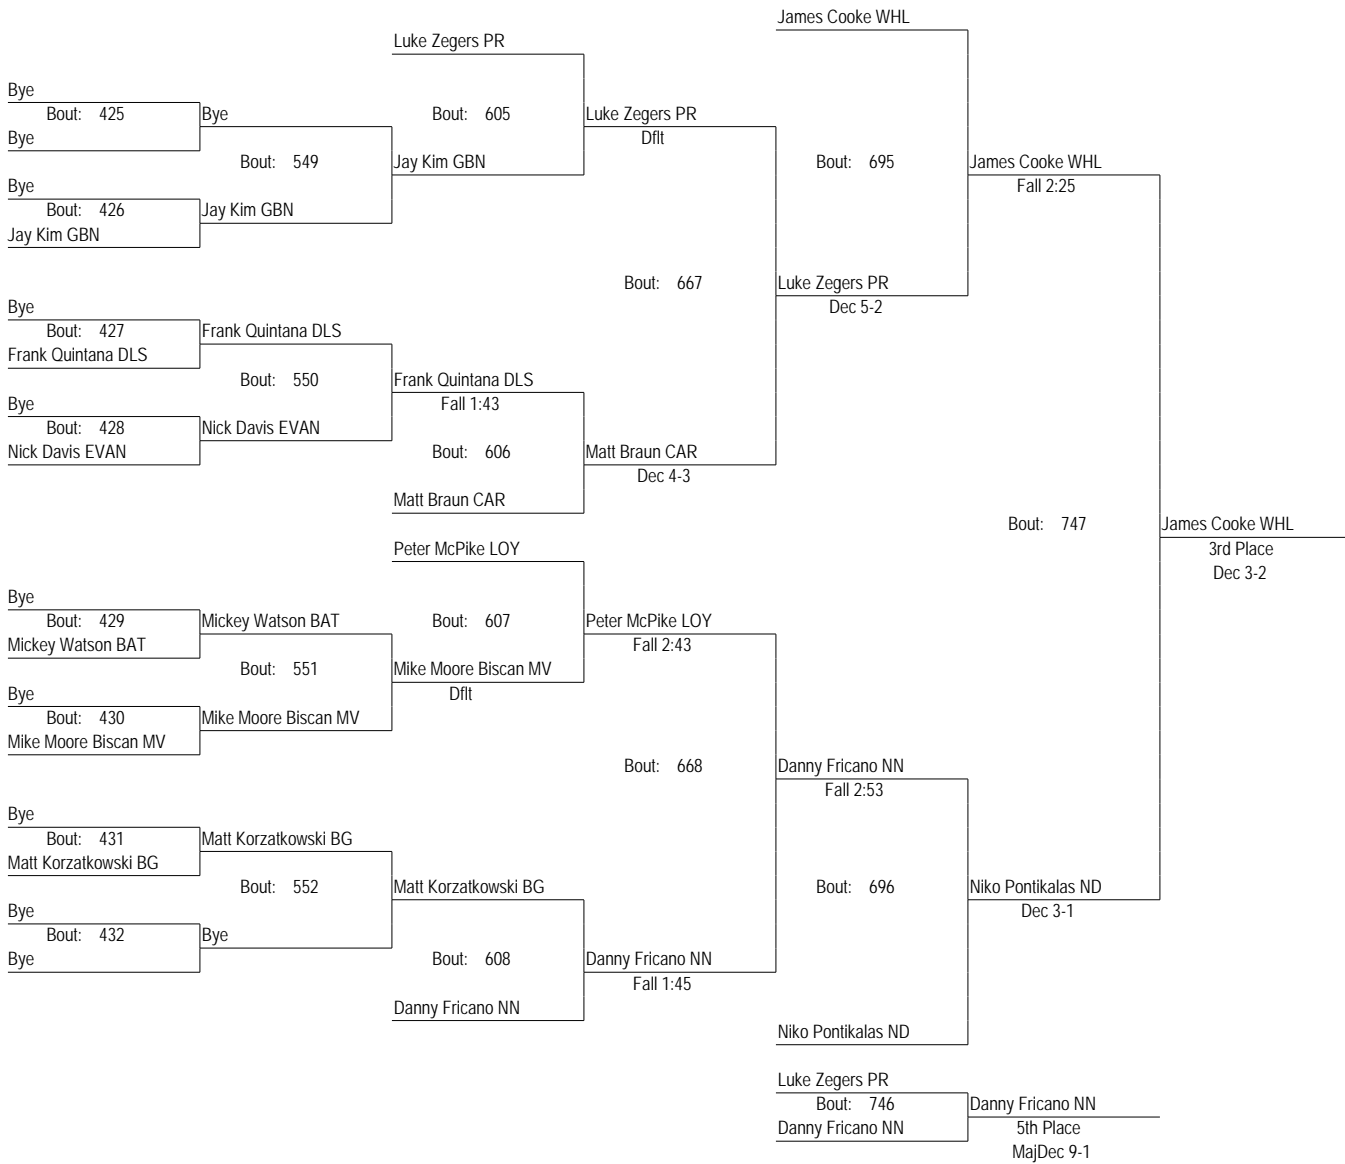 James Cooke WHL
Luke Zegers PR
Bye
Bout: 425
Bye
Bout: 605
Luke Zegers PR
Bye
Dflt
Bout: 549
Jay Kim GBN
Bout: 695
James Cooke WHL
Bye
Fall 2:25
Bout: 426
Jay Kim GBN
Jay Kim GBN
Bout: 667
Luke Zegers PR
Bye
Dec 5-2
Bout: 427
Frank Quintana DLS
Frank Quintana DLS
Bout: 550
Frank Quintana DLS
Bye
Fall 1:43
Bout: 428
Nick Davis EVAN
Nick Davis EVAN
Bout: 606
Matt Braun CAR
Dec 4-3
Matt Braun CAR
Bout: 747
James Cooke WHL
Peter McPike LOY
3rd Place
Dec 3-2
Bye
Bout: 429
Mickey Watson BAT
Bout: 607
Peter McPike LOY
Mickey Watson BAT
Fall 2:43
Bout: 551
Mike Moore Biscan MV
Bye
Dflt
Bout: 430
Mike Moore Biscan MV
Mike Moore Biscan MV
Bout: 668
Danny Fricano NN
Fall 2:53
Bye
Bout: 431
Matt Korzatkowski BG
Matt Korzatkowski BG
Bout: 552
Matt Korzatkowski BG
Bout: 696
Niko Pontikalas ND
Bye
Dec 3-1
Bout: 432
Bye
Bye
Bout: 608
Danny Fricano NN
Fall 1:45
Danny Fricano NN
Niko Pontikalas ND
Luke Zegers PR
Bout: 746
Danny Fricano NN
Danny Fricano NN
5th Place
MajDec 9-1